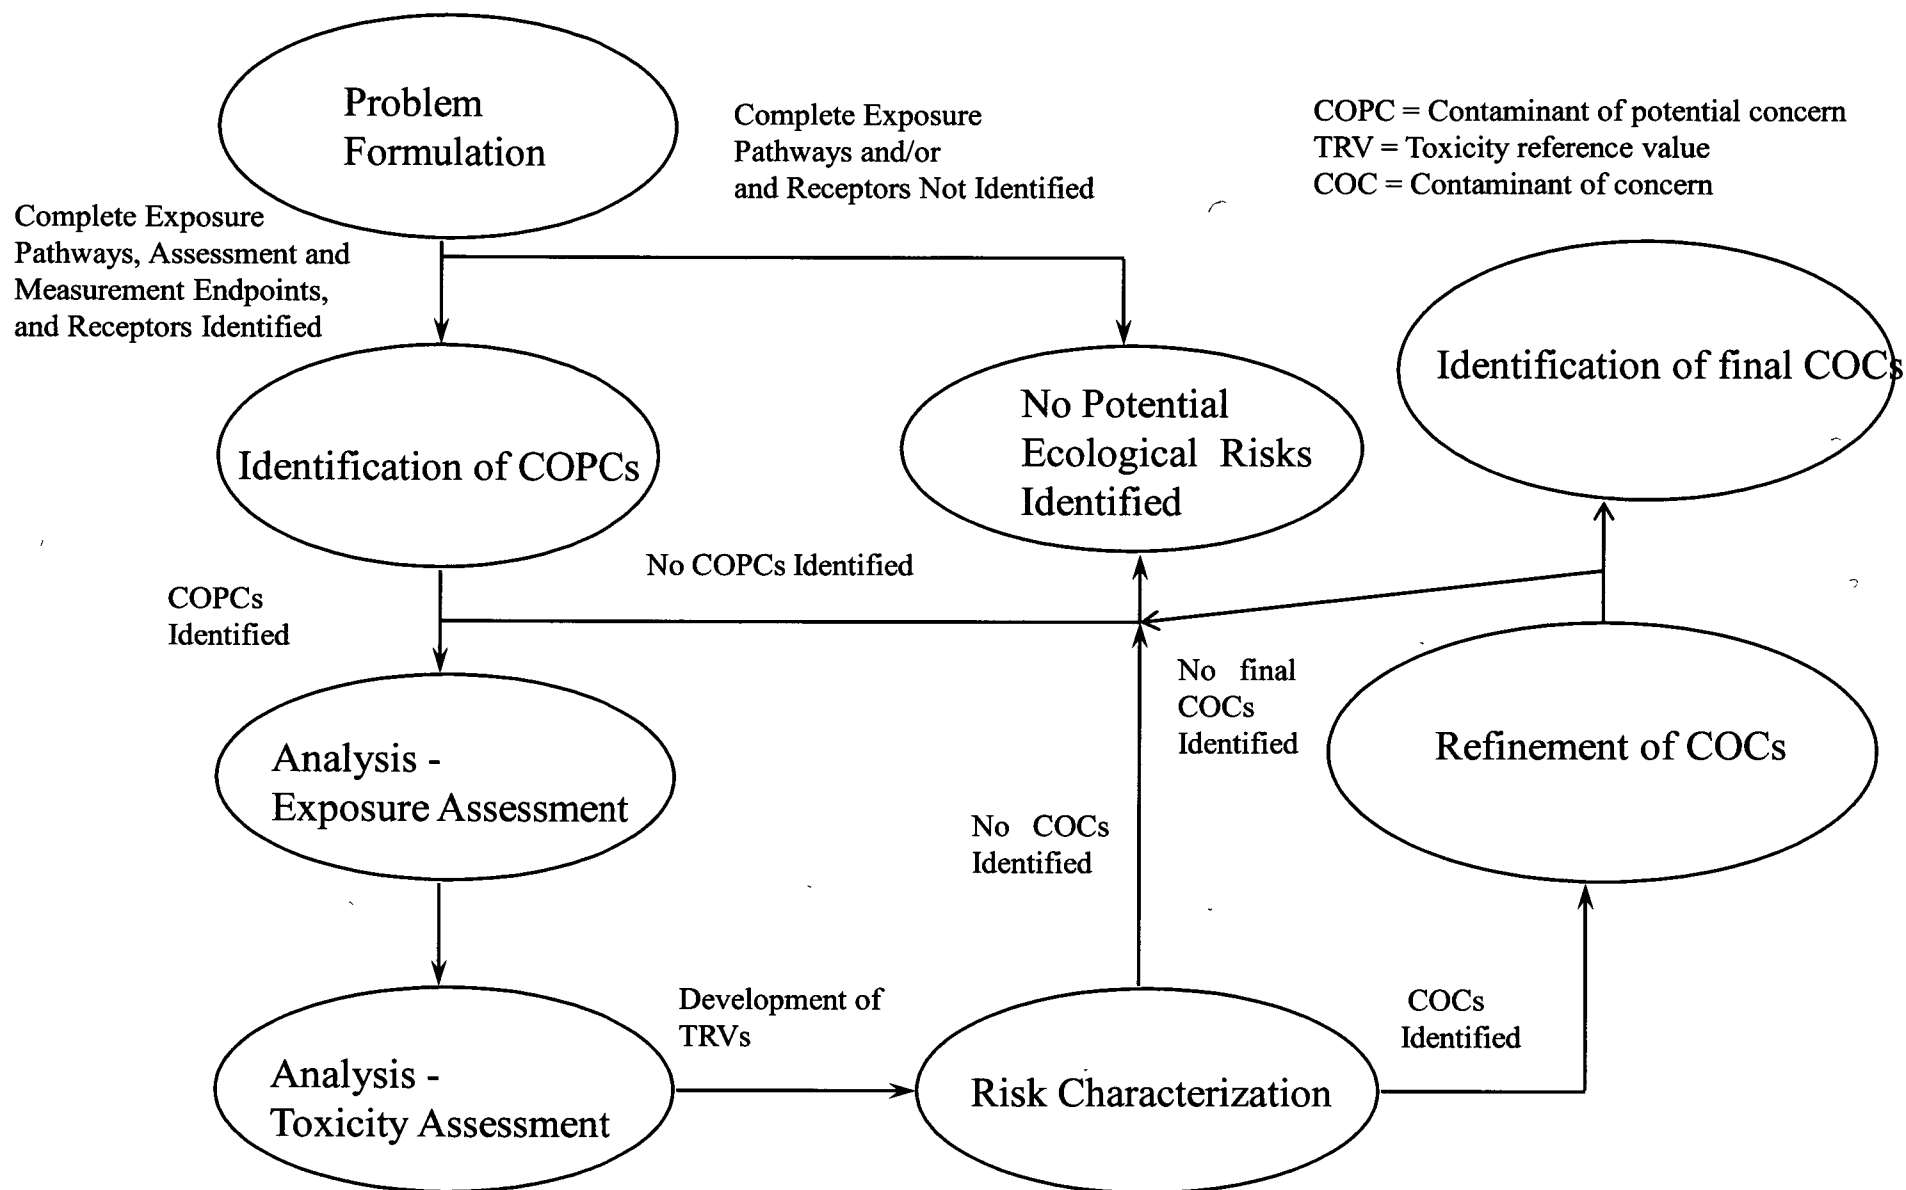 Problem
Formulation
Complete Exposure
Pathways and/or
and Receptors Not Identified
COPC = Contaminant of potential concern
TRV = Toxicity reference value
COC = Contaminant of concern
Complete Exposure
Pathways, Assessment and
Measurement Endpoints,
and Receptors Identified
Identification of COPCs
No Potential
Ecological Risks
Identified
Identification of final COCs
No COPCs Identified
COPCs
Identified
Analysis -
Exposure Assessment
No final
COCs
Identified
Refinement of COCs
No COCs
Identified
Analysis -
Toxicity Assessment
Development of
TRVs
Risk Characterization
COCs
Identified